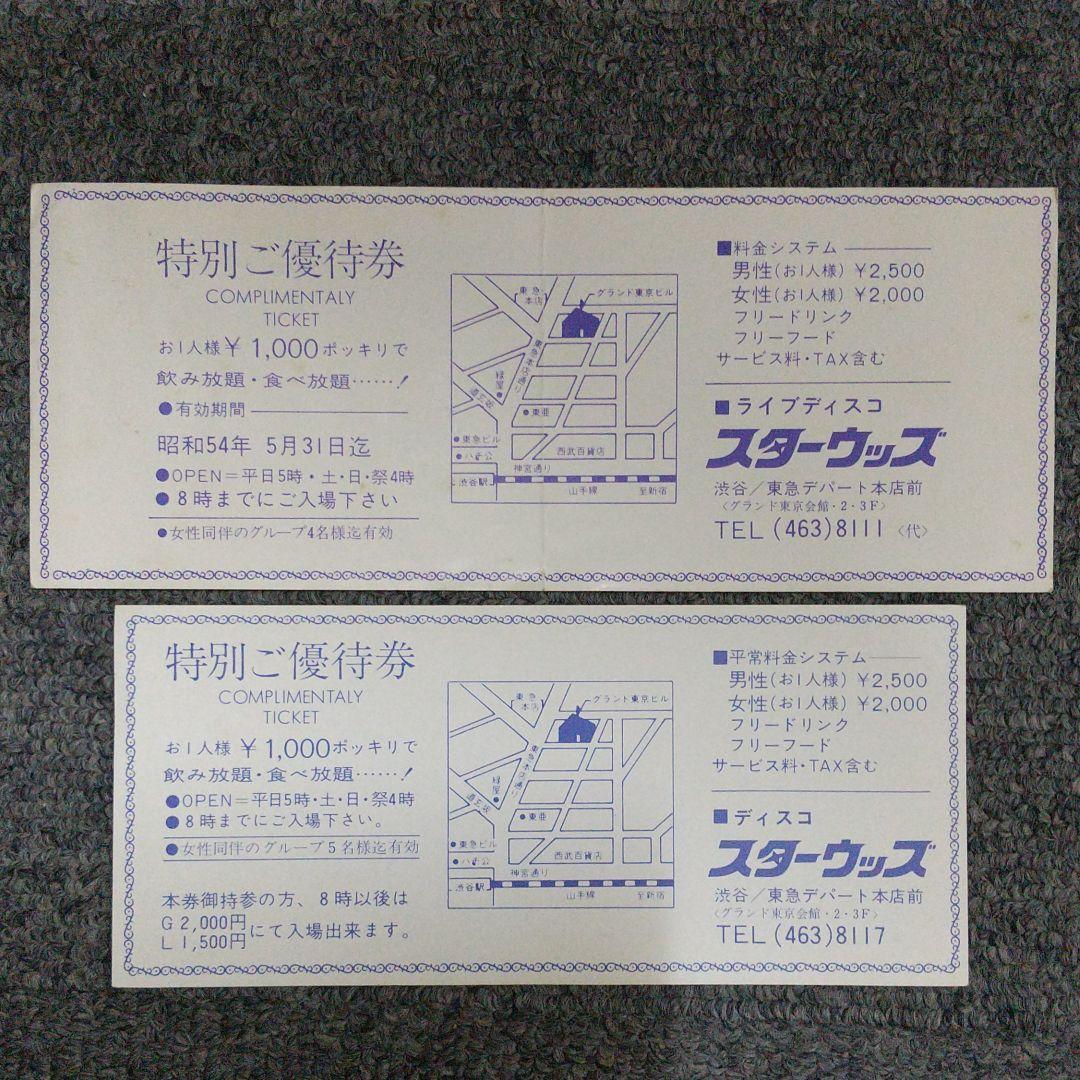 特別ご優待券
COMPLIMENTALY
TICKET
お1人様¥1,000ポッキリで
飲み放題・食べ放題……!
●有効期間
昭和54年 5月31日迄
●OPEN=平日5時・土・日・祭4時
●8時までにご入場下さい
●女性同伴のグループ4名様迄有効
東急
本店
グランド東京ビル
東急本店通り
緑屋●
道玄坂
●東亜
●東急ビル
●ハチ公
西武百貨店
神宮通り
渋谷駅
山手線
至新宿
■料金システム
男性(お1人様)¥2,500
女性(お1人様)¥2,000
フリードリンク
フリーフード
サービス料・TAX含む
■ライブディスコ
スターウッズ
渋谷/東急デパート本店前
〈グランド東京会館・2・3F〉
TEL(463)8111〈代〉
特別ご優待券
COMPLIMENTALY
TICKET
お1人様¥1,000ポッキリで
飲み放題・食べ放題……!
●OPEN=平日5時・土・日・祭4時
●8時までにご入場下さい。
●女性同伴のグループ5名様迄有効
本券御持参の方、8時以後は
G 2,000円
L 1,500円にて入場出来ます。
東急
本店
グランド東京ビル
東急本店通り
緑屋●
道玄坂
●東亜
●東急ビル
●ハチ公
西武百貨店
神宮通り
渋谷駅
山手線
至新宿
■平常料金システム
男性(お1人様)¥2,500
女性(お1人様)¥2,000
フリードリンク
フリーフード
サービス料・TAX含む
■ディスコ
スターウッズ
渋谷/東急デパート本店前
〈グランド東京会館・2・3F〉
TEL(463)8117